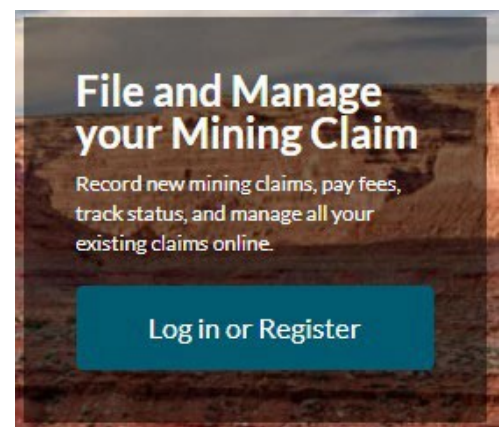 File and Manage
your Mining Claim
Record new mining claims, pay fees,
track status, and manage all your
existing claims online.
Log in or Register